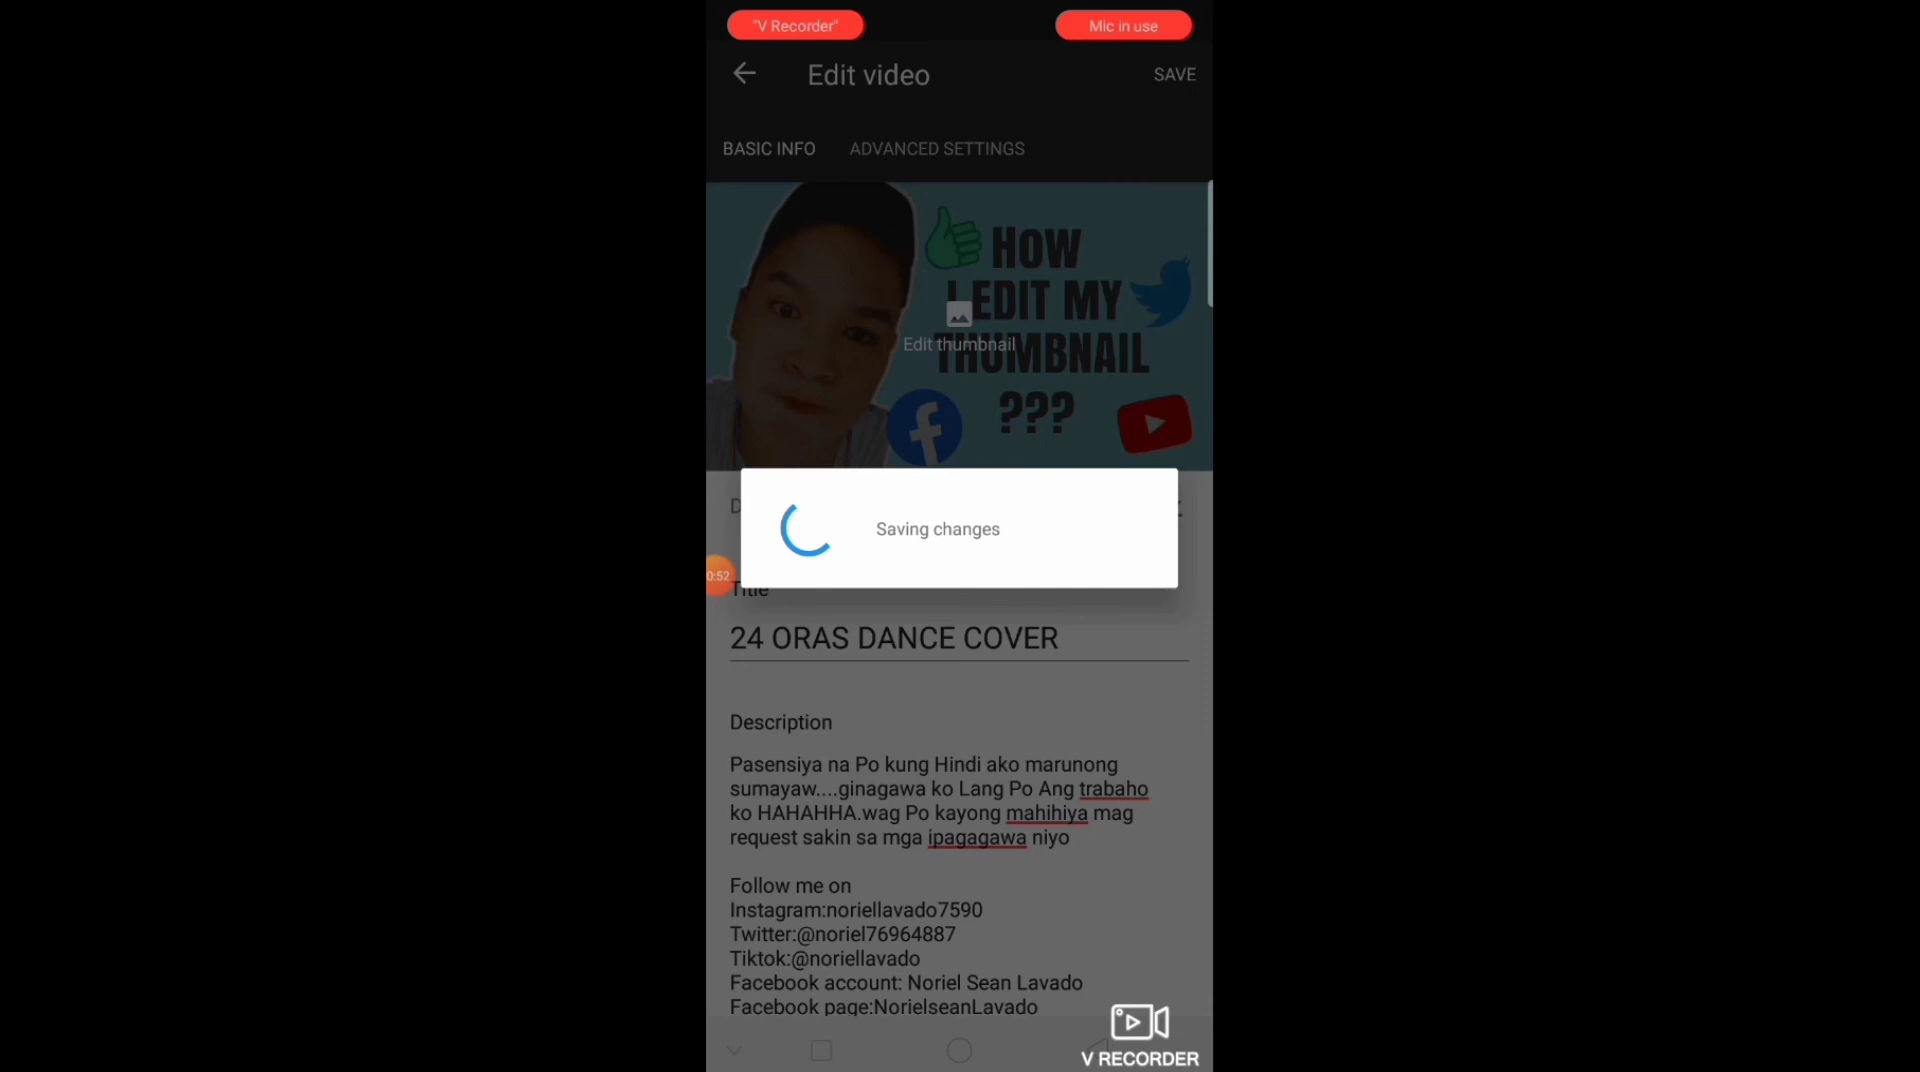 "V Recorder"
Mic in use
Edit video
SAVE
BASIC INFO
ADVANCED SETTINGS
HOW
I EDIT MY
THUMBNAIL
???
Edit thumbnail
Saving changes
0:52
Title
24 ORAS DANCE COVER
Description
Pasensiya na Po kung Hindi ako marunong
sumayaw....ginagawa ko Lang Po Ang trabaho
ko HAHAHHA.wag Po kayong mahihiya mag
request sakin sa mga ipagagawa niyo
Follow me on
Instagram:noriellavado7590
Twitter:@noriel76964887
Tiktok:@noriellavado
Facebook account: Noriel Sean Lavado
Facebook page:NorielseanLavado
V RECORDER